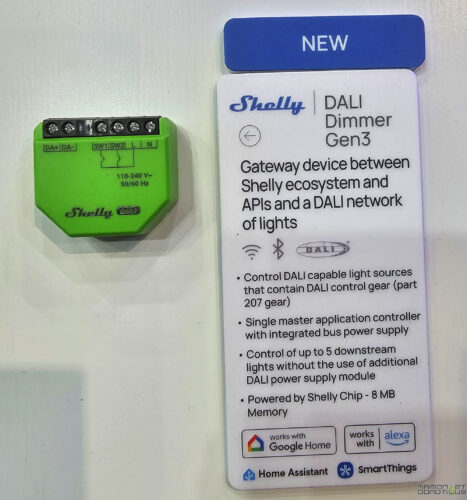 NEW
Shelly
DALI
Dimmer
Gen3
Gateway device between
Shelly ecosystem and
APIs and a DALI network
of lights
DALI
• Control DALI capable light sources
that contain DALI control gear (part
207 gear)
• Single master application controller
with integrated bus power supply
• Control of up to 5 downstream
lights without the use of additional
DALI power supply module
• Powered by Shelly Chip - 8 MB
Memory
works with
Google Home
works
with
alexa
Home Assistant
SmartThings
DA+ DA- SW1 SW2 L N
110-240 V~
50/60 Hz
Shelly Gen3
MAISON ET
DOMOTIQUE